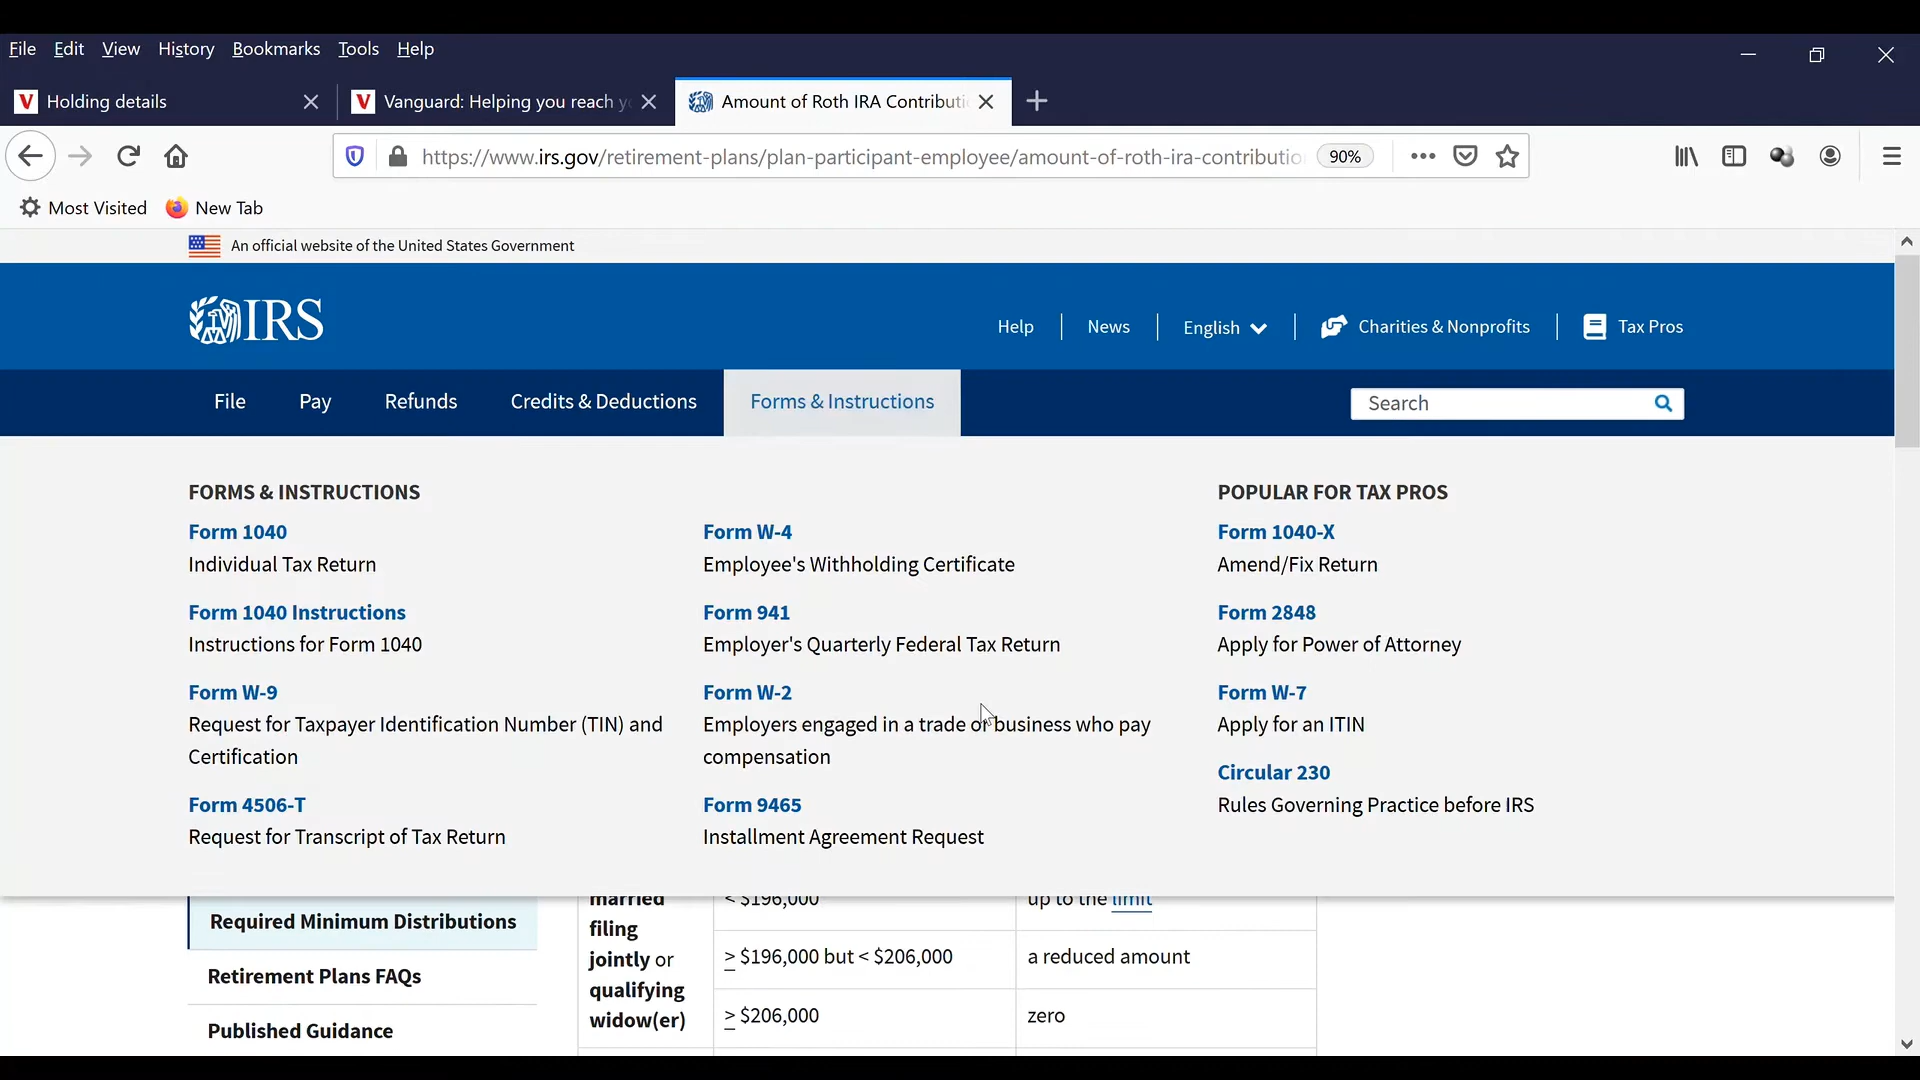 File Edit View History Bookmarks Tools Help
Holding details
Vanguard: Helping you reach y
Amount of Roth IRA Contributi
https://www.irs.gov/retirement-plans/plan-participant-employee/amount-of-roth-ira-contributio
90%
Most Visited New Tab
An official website of the United States Government
IRS
Help News English Charities & Nonprofits Tax Pros
File Pay Refunds Credits & Deductions Forms & Instructions Search
FORMS & INSTRUCTIONS
Form 1040
Individual Tax Return
Form 1040 Instructions
Instructions for Form 1040
Form W-9
Request for Taxpayer Identification Number (TIN) and
Certification
Form 4506-T
Request for Transcript of Tax Return
Form W-4
Employee's Withholding Certificate
Form 941
Employer's Quarterly Federal Tax Return
Form W-2
Employers engaged in a trade or business who pay
compensation
Form 9465
Installment Agreement Request
POPULAR FOR TAX PROS
Form 1040-X
Amend/Fix Return
Form 2848
Apply for Power of Attorney
Form W-7
Apply for an ITIN
Circular 230
Rules Governing Practice before IRS
Required Minimum Distributions
Retirement Plans FAQs
Published Guidance
married
filing
jointly or
qualifying
widow(er)
< $196,000 up to the limit
≥ $196,000 but < $206,000 a reduced amount
≥ $206,000 zero